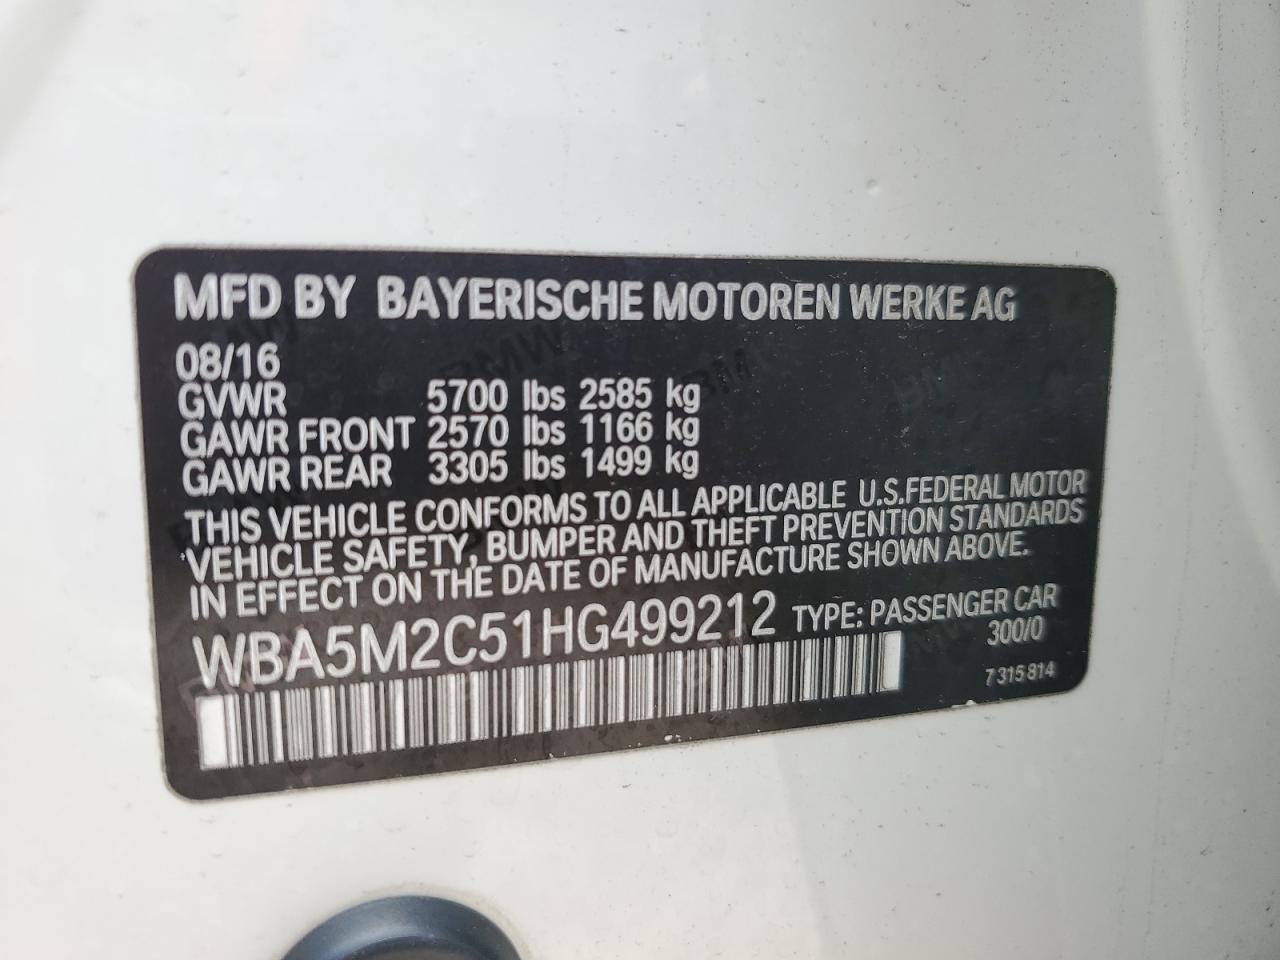 MFD BY BAYERISCHE MOTOREN WERKE AG
08/16
GVWR 5700 lbs 2585 kg
GAWR FRONT 2570 lbs 1166 kg
GAWR REAR 3305 lbs 1499 kg
THIS VEHICLE CONFORMS TO ALL APPLICABLE U.S.FEDERAL MOTOR
VEHICLE SAFETY, BUMPER AND THEFT PREVENTION STANDARDS
IN EFFECT ON THE DATE OF MANUFACTURE SHOWN ABOVE.
WBA5M2C51HG499212 TYPE: PASSENGER CAR
300/0
7 315 814